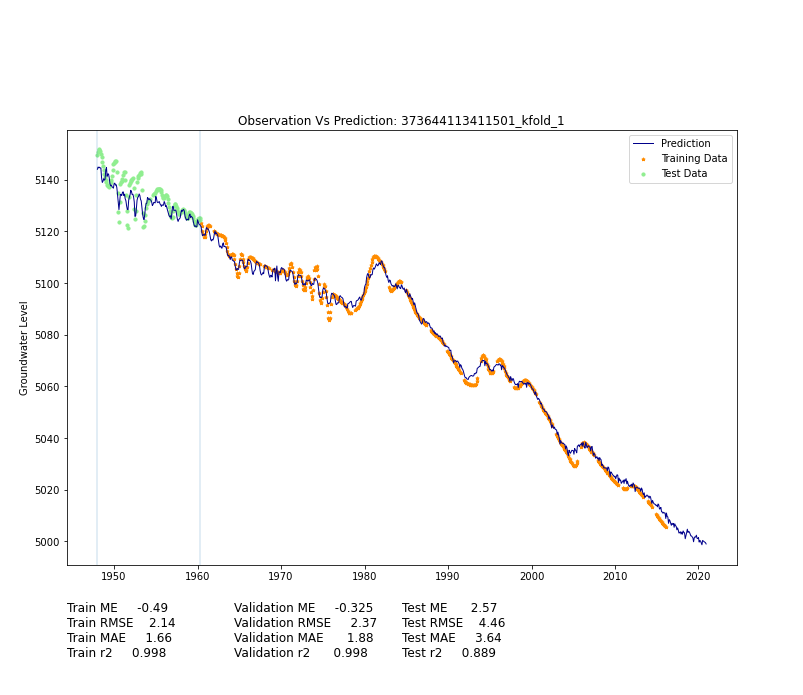 Observation Vs Prediction: 373644113411501_kfold_1
Prediction
Training Data
Test Data
Groundwater Level
5140
5120
5100
5080
5060
5040
5020
5000
1950 1960 1970 1980 1990 2000 2010 2020
Train ME -0.49 Validation ME -0.325 Test ME 2.57
Train RMSE 2.14 Validation RMSE 2.37 Test RMSE 4.46
Train MAE 1.66 Validation MAE 1.88 Test MAE 3.64
Train r2 0.998 Validation r2 0.998 Test r2 0.889